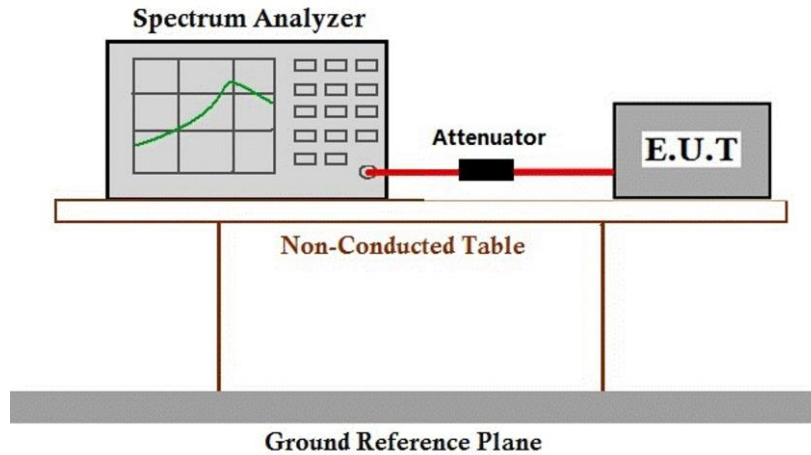 Spectrum Analyzer
Attenuator
E.U.T
Non-Conducted Table
Ground Reference Plane